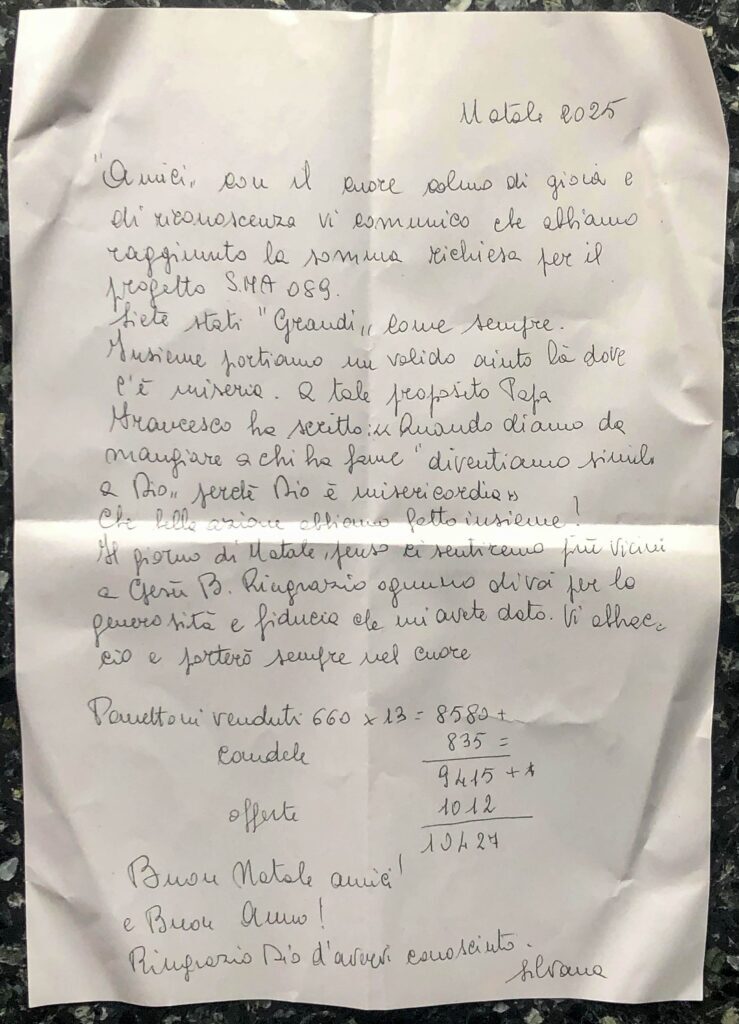 Natale 2025
"Amici„ con il cuore colmo di gioia e
di riconoscenza vi comunico che abbiamo
raggiunto la somma richiesa per il
progetto S.MA 089.
Siete stati "Grandi„ come sempre.
Insieme portiamo un valido aiuto là dove
c'è miseria. A tale proposito Papa
Francesco ha scritto: "Quando diamo da
mangiare a chi ha fame "diventiamo simili
a Dio„ perchè Dio è misericordia»
Che bella azione abbiamo fatto insieme!
Il giorno di Natale, penso ci sentiremo più vicini
a Gesù B. Ringrazio ognuno di voi per la
generosità e fiducia che mi avete dato. Vi abbrac=
cio e porterò sempre nel cuore
Panettoni venduti 660 x 13 = 8580 +
candele 835 =
9415 +
offerte 1012
10427
Buon Natale amici!
e Buon Anno!
Ringrazio Dio d'avervi conosciuto.
Silvana